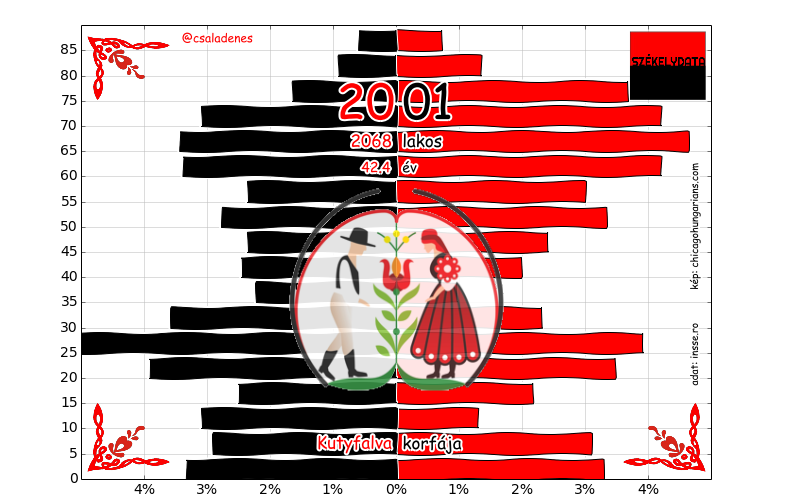 @csaladenes
SZÉKELYDATA
2001
2068 lakos
42.4 év
kép: chicagohungarians.com
adat: insse.ro
Kutyfalva korfája
85
80
75
70
65
60
55
50
45
40
35
30
25
20
15
10
5
0
4% 3% 2% 1% 0% 1% 2% 3% 4%